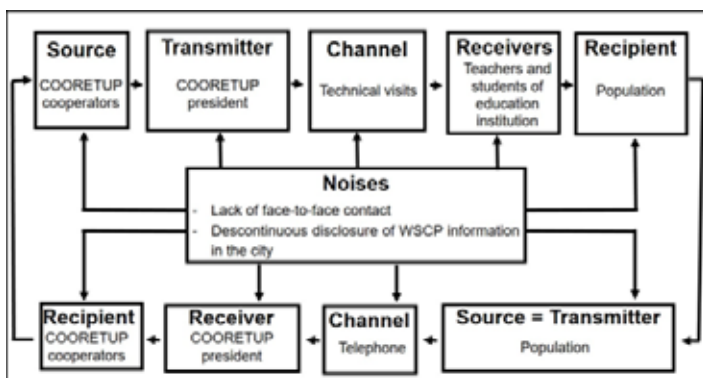 Source
COORETUP
cooperators
Transmitter
COORETUP
president
Channel
Technical visits
Receivers
Teachers and
students of
education
institution
Recipient
Population
Noises
- Lack of face-to-face contact
- Descontinuous disclosure of WSCP information
in the city
Recipient
COORETUP
cooperators
Receiver
COORETUP
president
Channel
Telephone
Source = Transmitter
Population